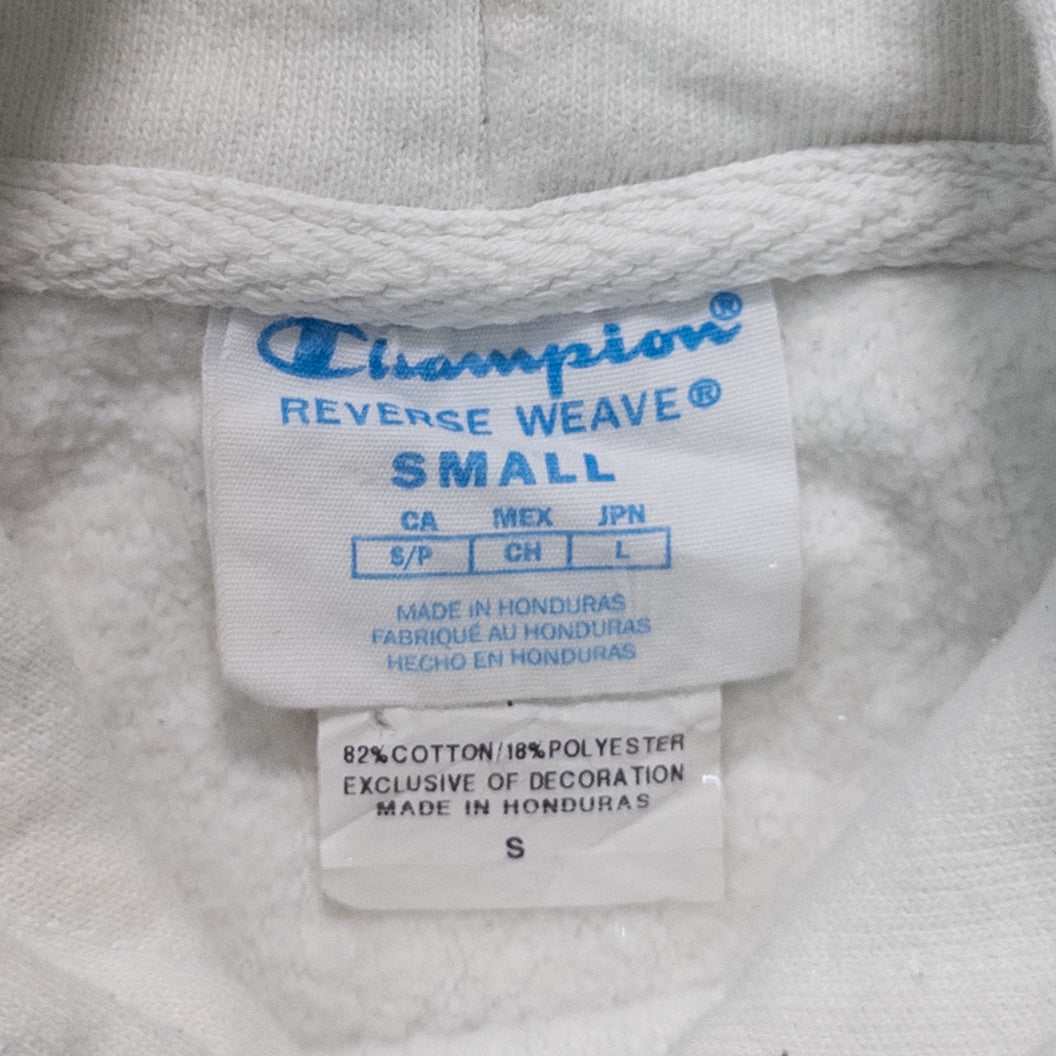 Champion®
REVERSE WEAVE®
SMALL
CA MEX JPN
S/P CH L
MADE IN HONDURAS
FABRIQUÉ AU HONDURAS
HECHO EN HONDURAS
82%COTTON/18%POLYESTER
EXCLUSIVE OF DECORATION
MADE IN HONDURAS
S